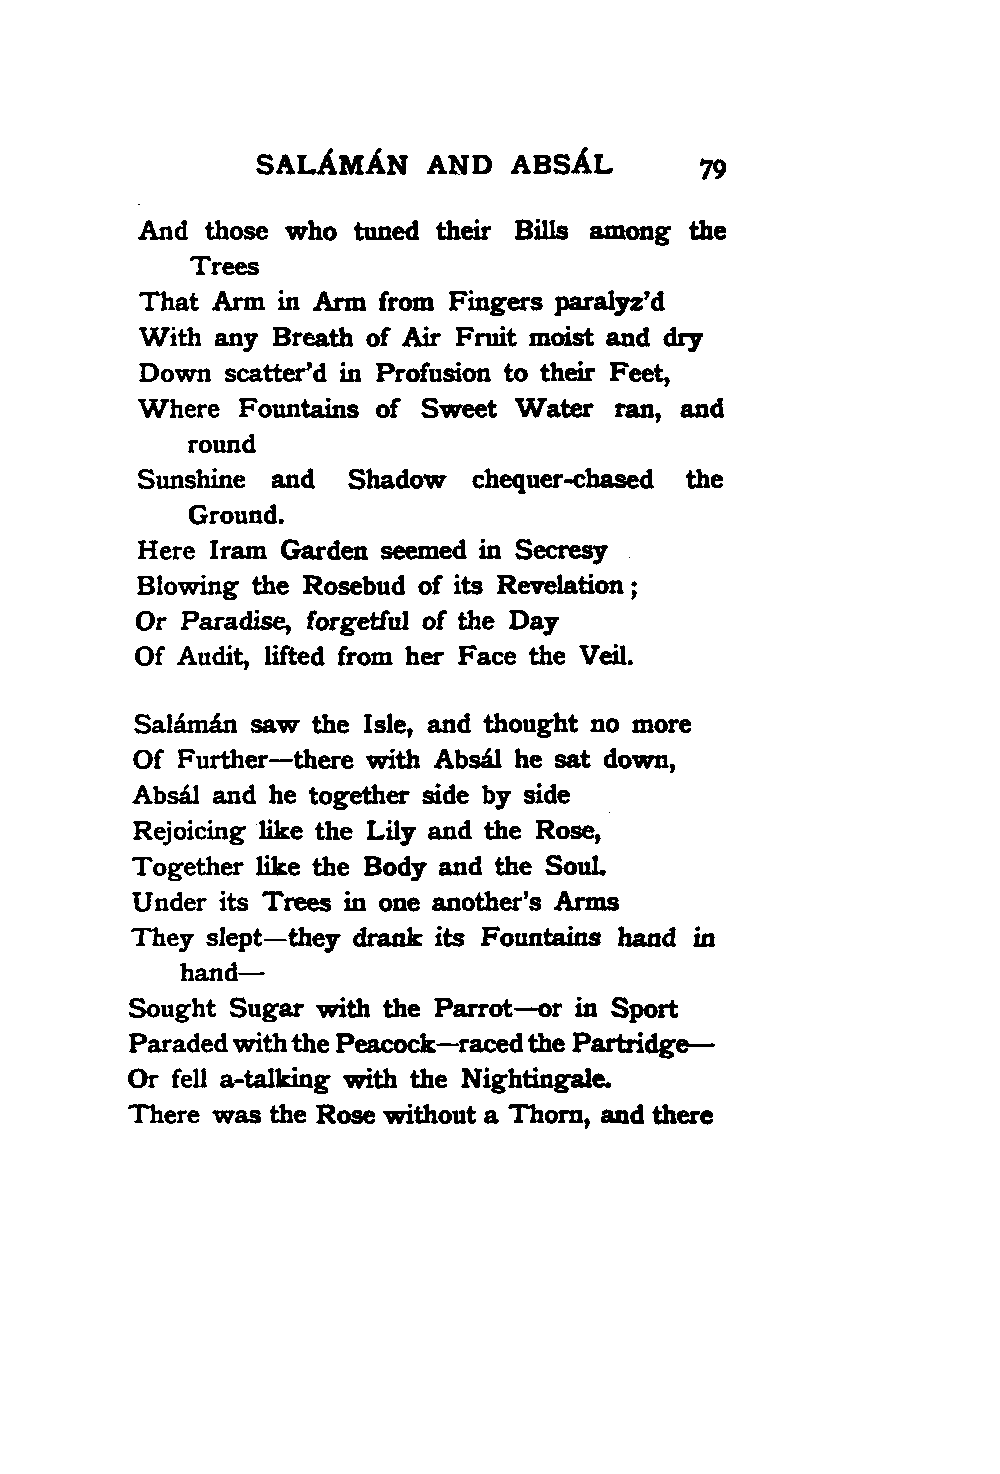 SALÁMÁN AND ABSÁL 79
And those who tuned their Bills among the
Trees
That Arm in Arm from Fingers paralyz'd
With any Breath of Air Fruit moist and dry
Down scatter'd in Profusion to their Feet,
Where Fountains of Sweet Water ran, and
round
Sunshine and Shadow chequer-chased the
Ground.
Here Iram Garden seemed in Secresy
Blowing the Rosebud of its Revelation;
Or Paradise, forgetful of the Day
Of Audit, lifted from her Face the Veil.
Salámán saw the Isle, and thought no more
Of Further—there with Absál he sat down,
Absál and he together side by side
Rejoicing like the Lily and the Rose,
Together like the Body and the Soul.
Under its Trees in one another's Arms
They slept—they drank its Fountains hand in
hand—
Sought Sugar with the Parrot—or in Sport
Paraded with the Peacock—raced the Partridge—
Or fell a-talking with the Nightingale.
There was the Rose without a Thorn, and there